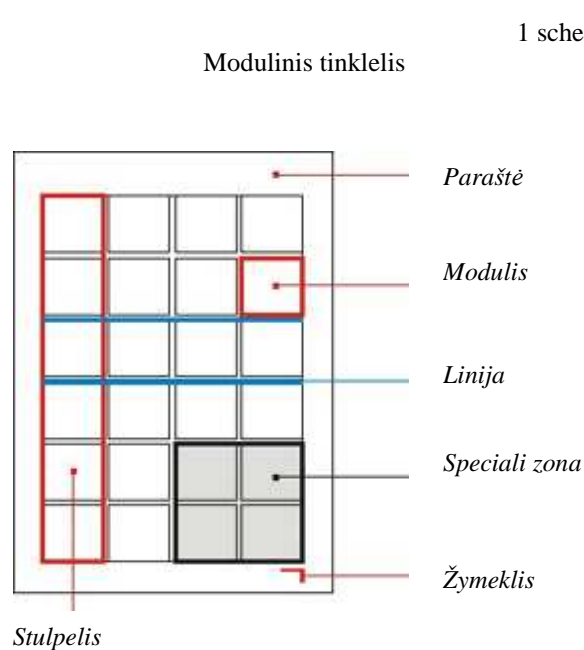 1 sche
Modulinis tinklelis
Paraštė
Modulis
Linija
Speciali zona
Žymeklis
Stulpelis